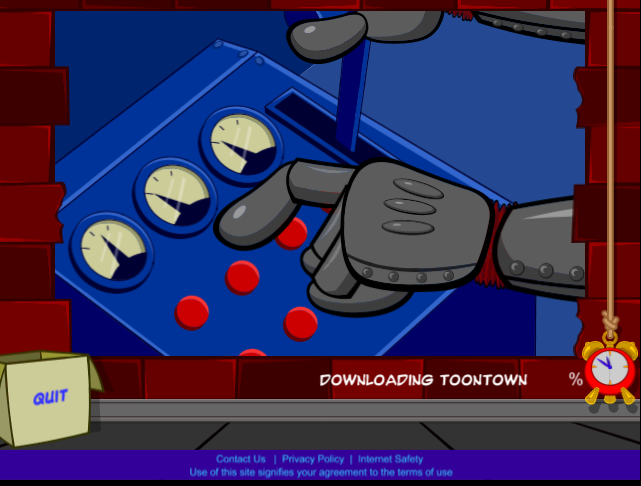 DOWNLOADING TOONTOWN %
QUIT
Contact Us | Privacy Policy | Internet Safety
Use of this site signifies your agreement to the terms of use